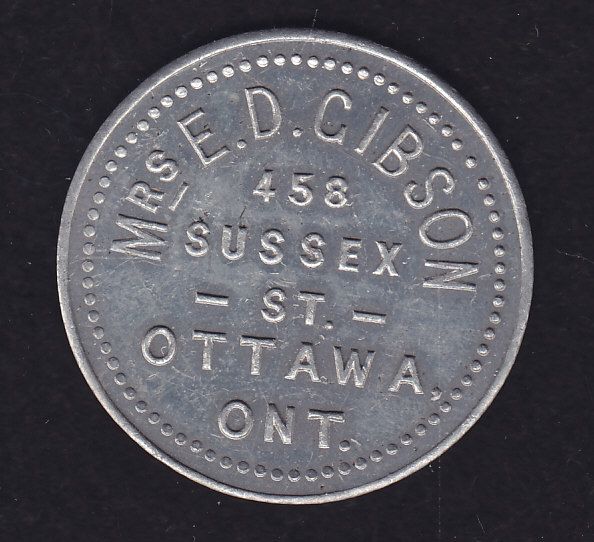 MRS E.D. GIBSON
458
SUSSEX
- ST. -
OTTAWA,
ONT.